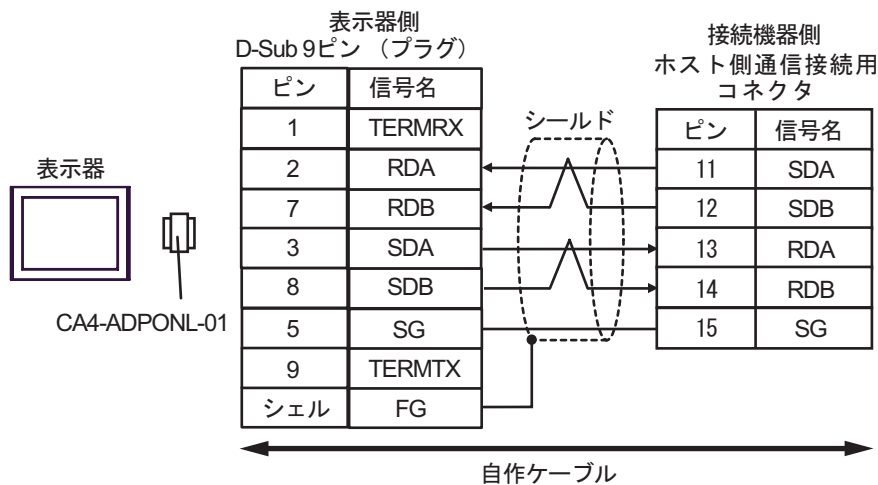 表示器側
D-Sub 9ピン （プラグ）
接続機器側
ホスト側通信接続用
コネクタ
ピン 信号名
シールド
ピン 信号名
1 TERMRX
表示器
2 RDA
11 SDA
7 RDB
12 SDB
3 SDA
13 RDA
8 SDB
14 RDB
CA4-ADPONL-01
5 SG
15 SG
9 TERMTX
シェル FG
自作ケーブル